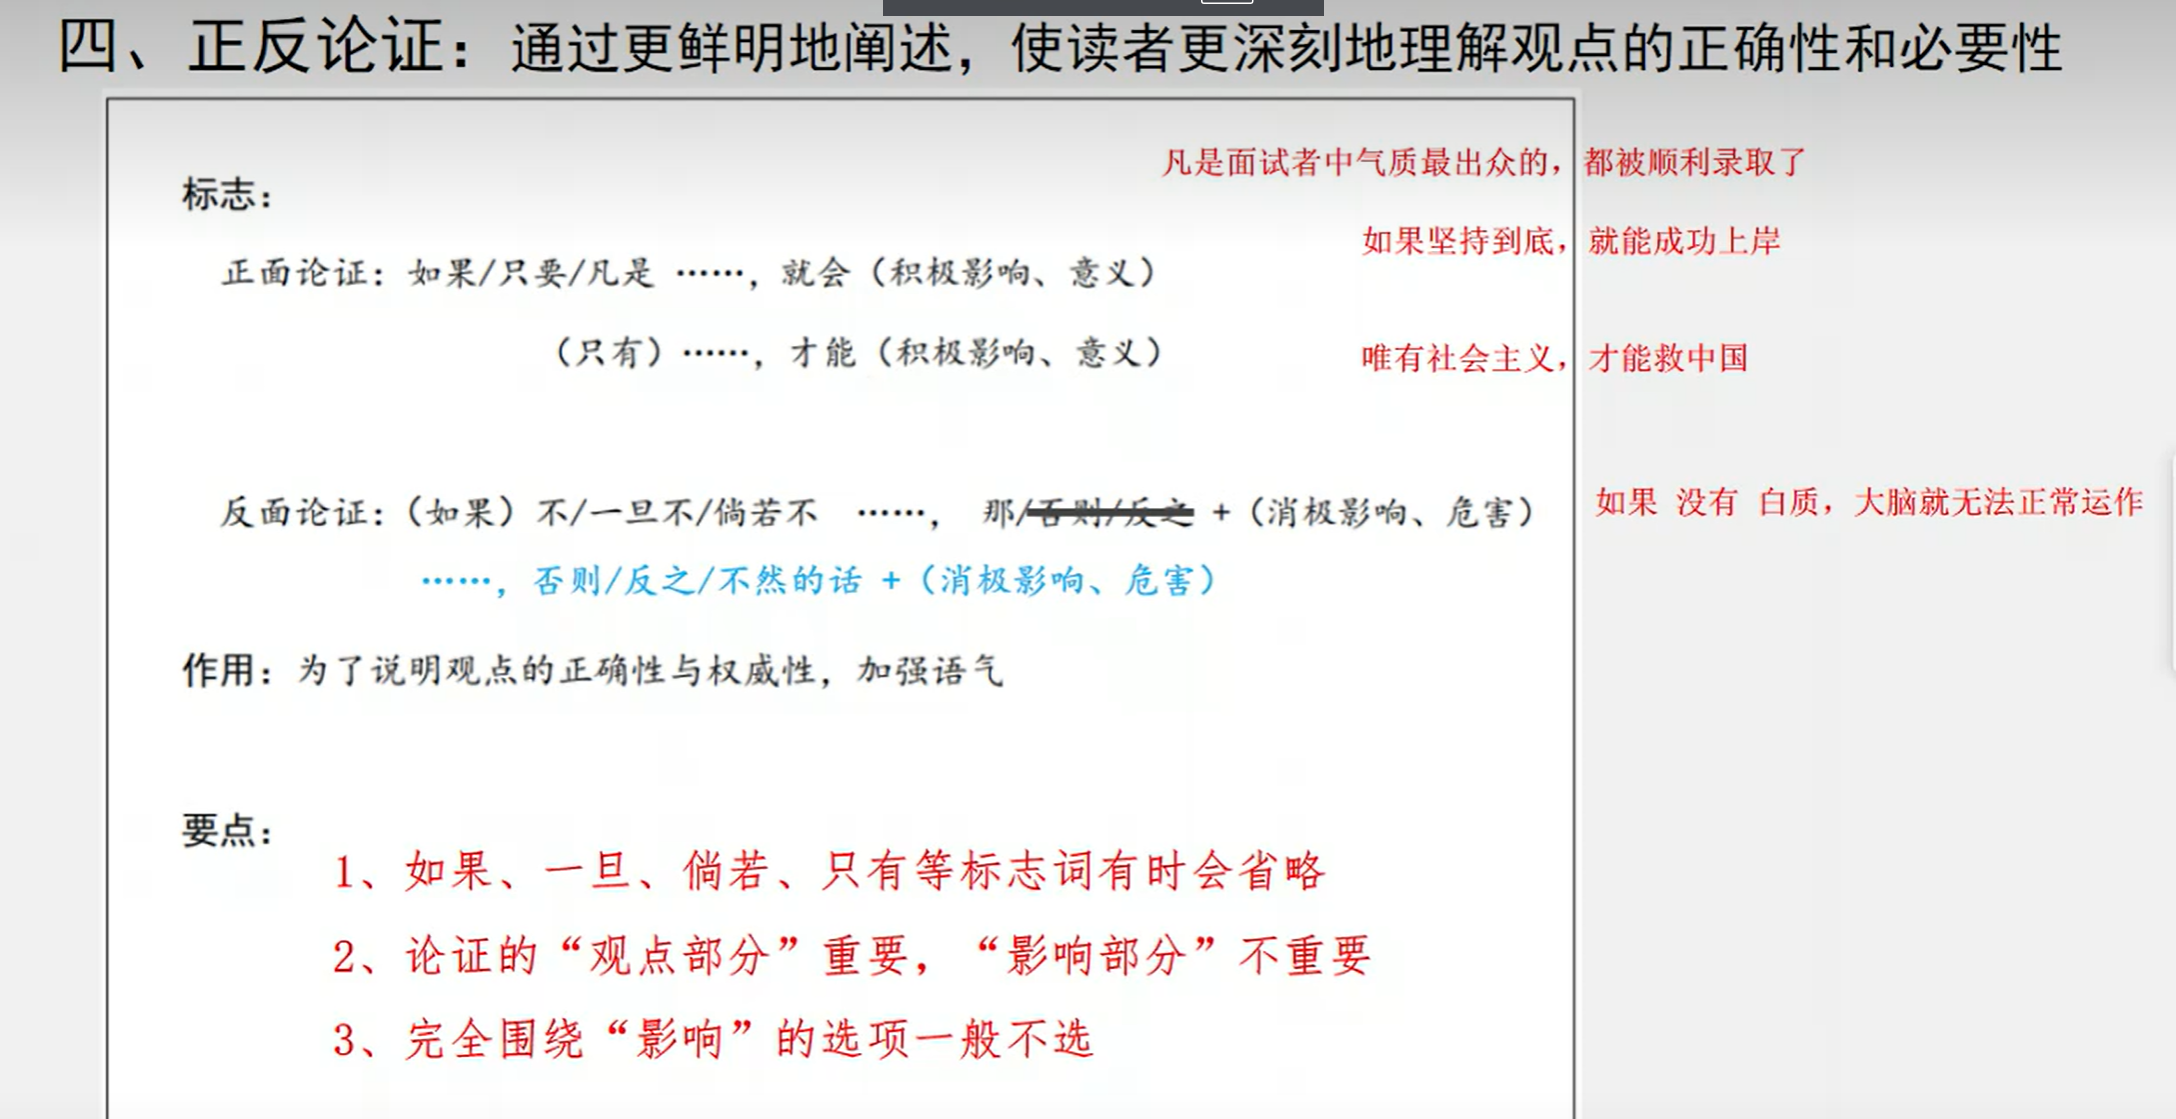 四、正反论证：通过更鲜明地阐述，使读者更深刻地理解观点的正确性和必要性
凡是面试者中气质最出众的，都被顺利录取了
标志：
如果坚持到底，就能成功上岸
正面论证：如果/只要/凡是 ……，就会（积极影响、意义）
（只有）……，才能（积极影响、意义）
唯有社会主义，才能救中国
反面论证：（如果）不/一旦不/倘若不 ……， 那/否则/反之 +（消极影响、危害）
如果 没有 白质，大脑就无法正常运作
……，否则/反之/不然的话 +（消极影响、危害）
作用：为了说明观点的正确性与权威性，加强语气
要点：
1、如果、一旦、倘若、只有等标志词有时会省略
2、论证的“观点部分”重要，“影响部分”不重要
3、完全围绕“影响”的选项一般不选